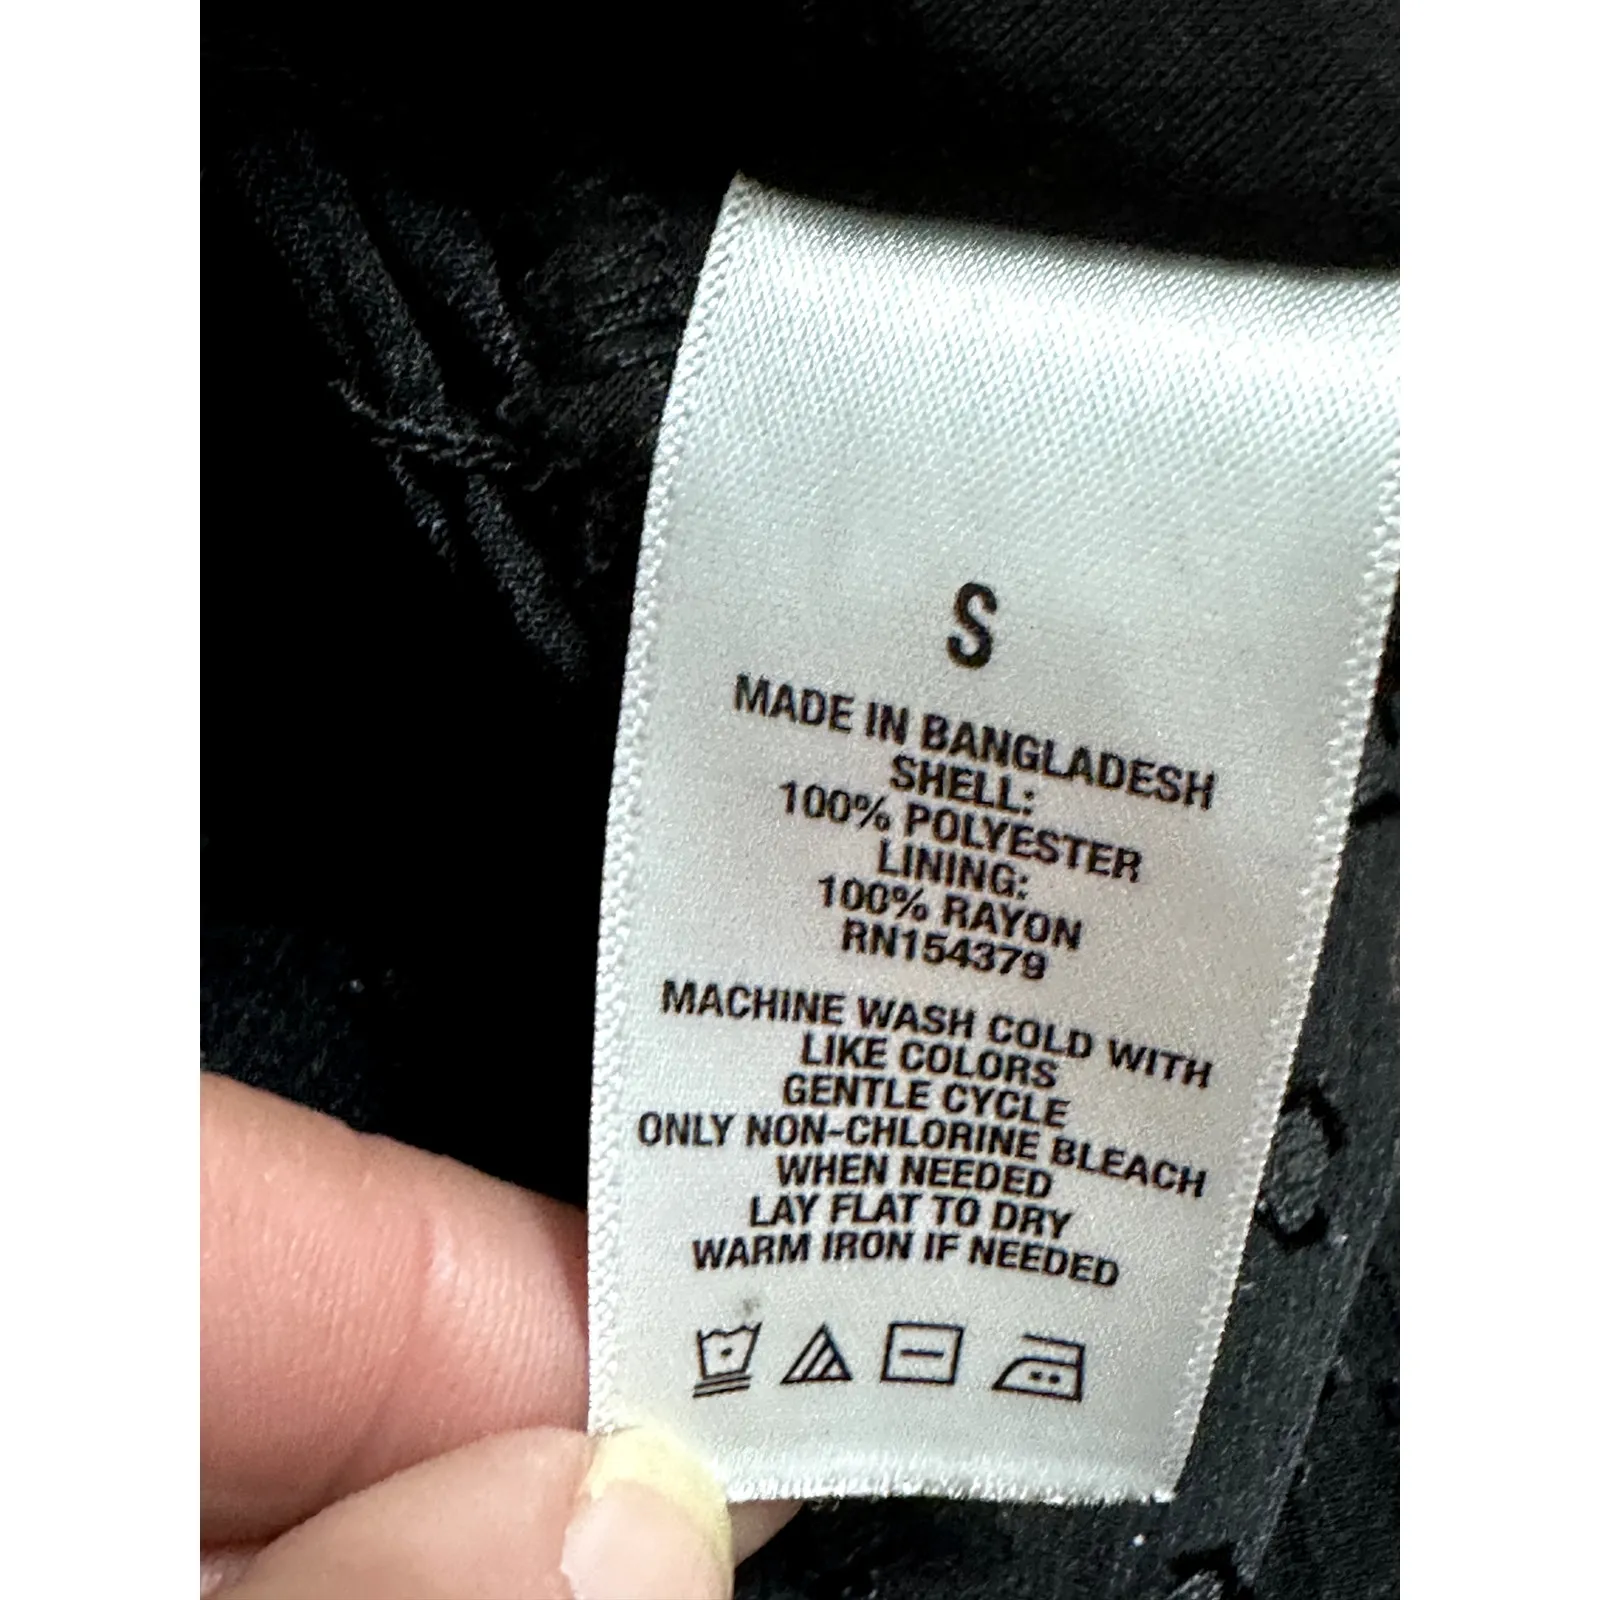 S
MADE IN BANGLADESH
SHELL:
100% POLYESTER
LINING:
100% RAYON
RN154379
MACHINE WASH COLD WITH
LIKE COLORS
GENTLE CYCLE
ONLY NON-CHLORINE BLEACH
WHEN NEEDED
LAY FLAT TO DRY
WARM IRON IF NEEDED